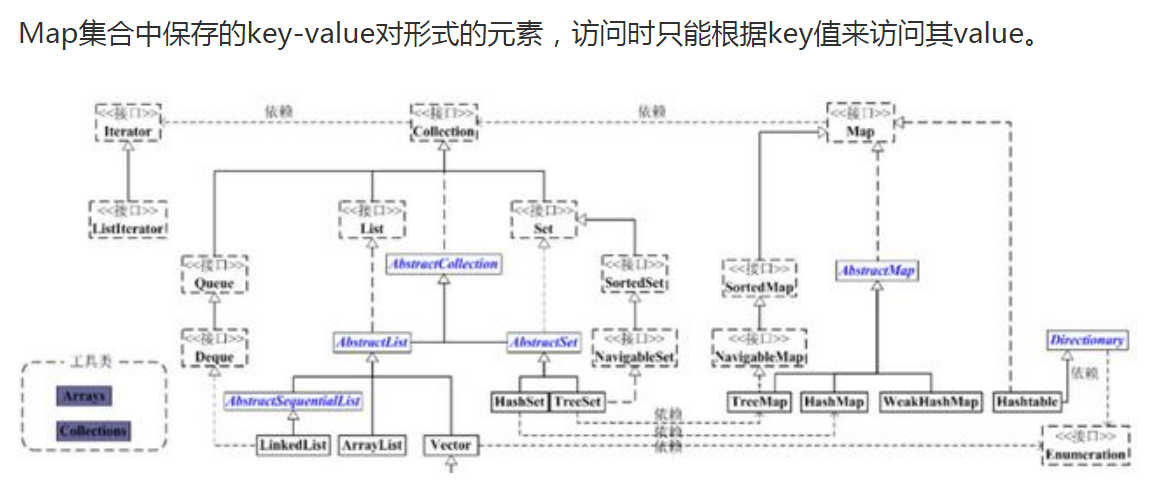 Map集合中保存的key-value对形式的元素，访问时只能根据key值来访问其value。
<<接口>>
Iterator
依赖
<<接口>>
Collection
依赖
<<接口>>
Map
<<接口>>
ListIterator
<<接口>>
List
<<接口>>
Set
<<接口>>
Queue
AbstractCollection
<<接口>>
SortedSet
<<接口>>
SortedMap
AbstractMap
<<接口>>
Deque
AbstractList
AbstractSet
<<接口>>
NavigableSet
<<接口>>
NavigableMap
Directionary
工具类
Arrays
Collections
AbstractSequentialList
HashSet
TreeSet
TreeMap
HashMap
WeakHashMap
Hashtable
依赖
LinkedList
ArrayList
Vector
依赖
依赖
依赖
<<接口>>
Enumeration